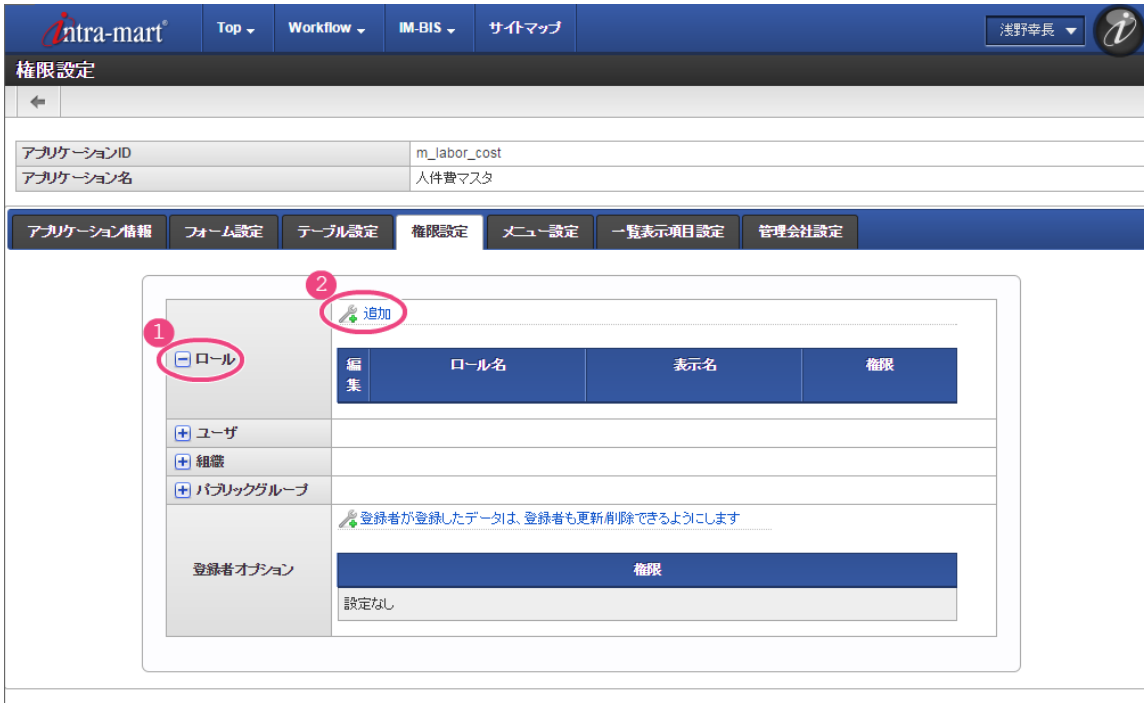 intra-mart® Top Workflow IM-BIS サイトマップ 浅野幸長
権限設定
アプリケーションID m_labor_cost
アプリケーション名 人件費マスタ
アプリケーション情報 フォーム設定 テーブル設定 権限設定 メニュー設定 一覧表示項目設定 管理会社設定
2
追加
1
ロール
編集 ロール名 表示名 権限
ユーザ
組織
パブリックグループ
登録者が登録したデータは、登録者も更新削除できるようにします
登録者オプション 権限
設定なし